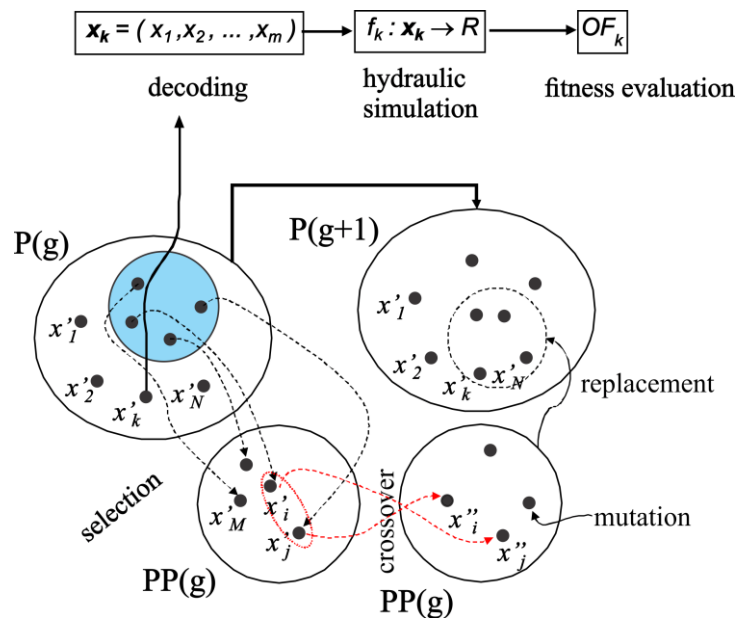 x_k = ( x_1, x_2, ... , x_m )
f_k : x_k → R
OF_k
decoding
hydraulic
simulation
fitness evaluation
P(g)
P(g+1)
x'_1
x'_2
x'_k
x'_N
x'_1
x'_2
x'_k
x'_N
replacement
selection
x'_M
x'_i
x'_j
crossover
x''_i
x''_j
mutation
PP(g)
PP(g)